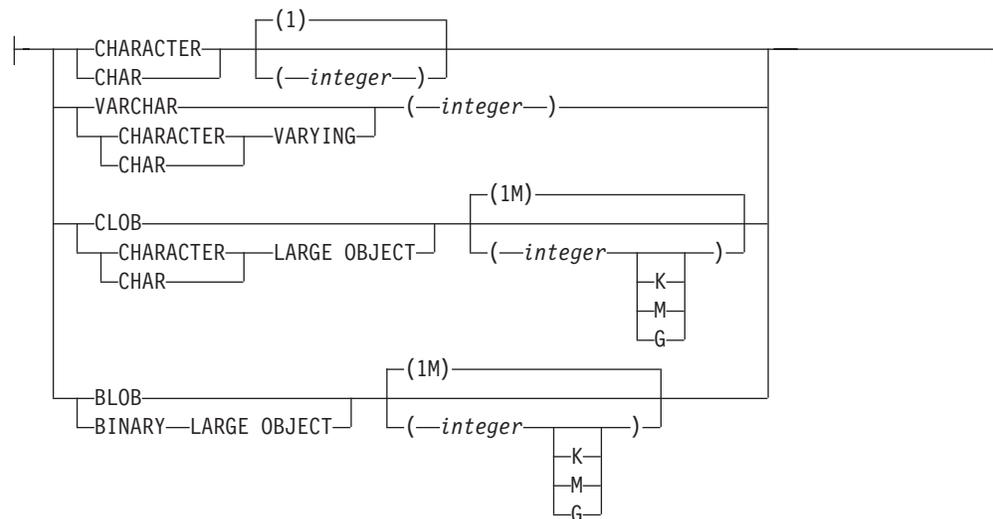 (1)
CHARACTER
CHAR ( integer )
VARCHAR ( integer )
CHARACTER VARYING
CHAR
(1M)
CLOB
CHARACTER LARGE OBJECT ( integer )
CHAR K
M
G
(1M)
BLOB
BINARY LARGE OBJECT ( integer )
K
M
G